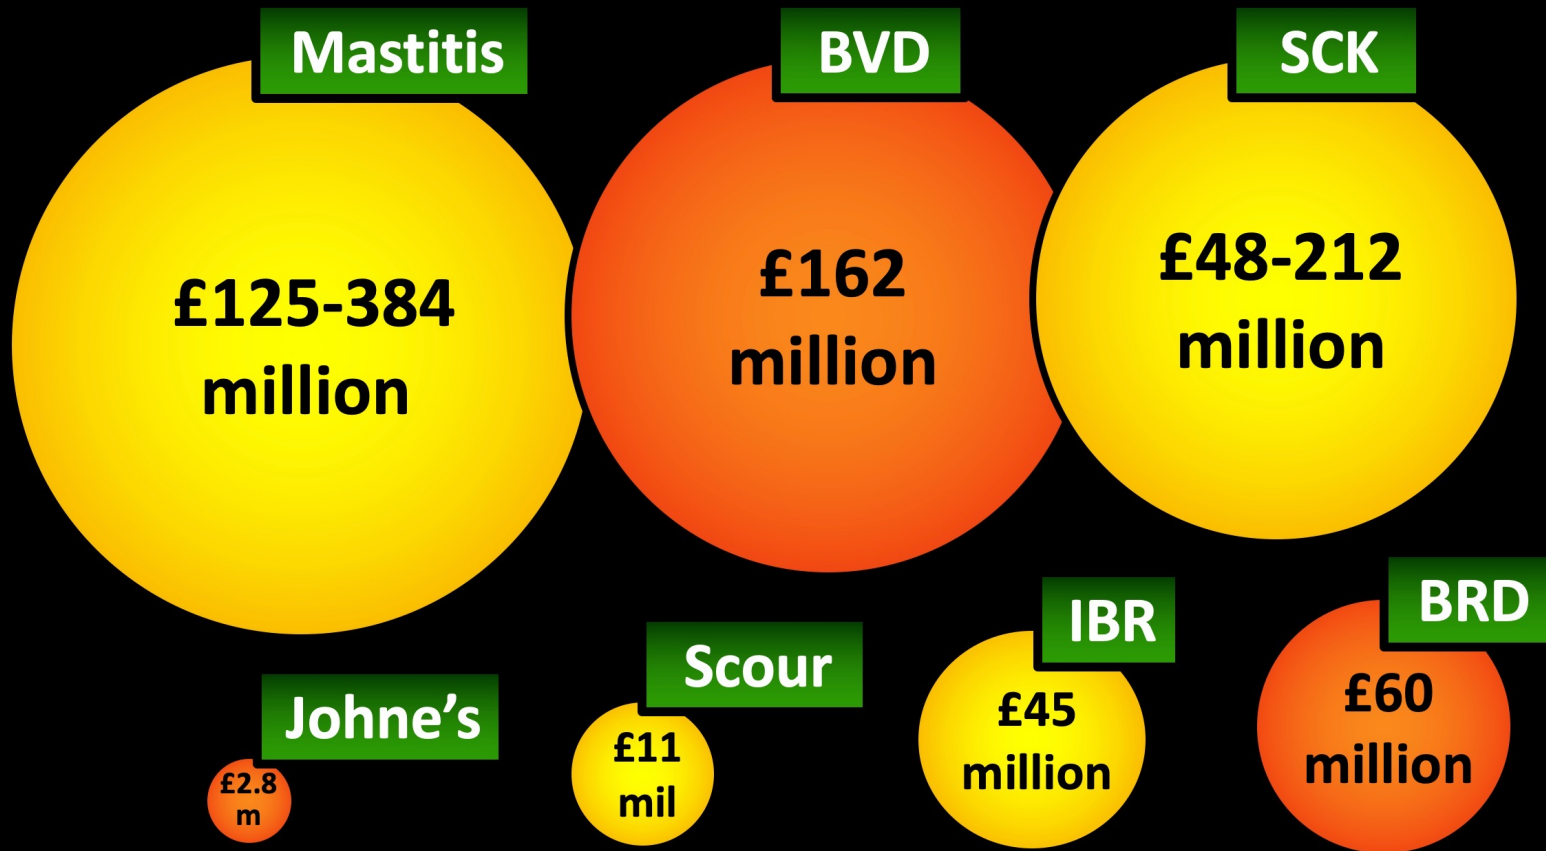 Mastitis
£125-384
million
BVD
£162
million
SCK
£48-212
million
Johne’s
£2.8
m
Scour
£11
mil
IBR
£45
million
BRD
£60
million